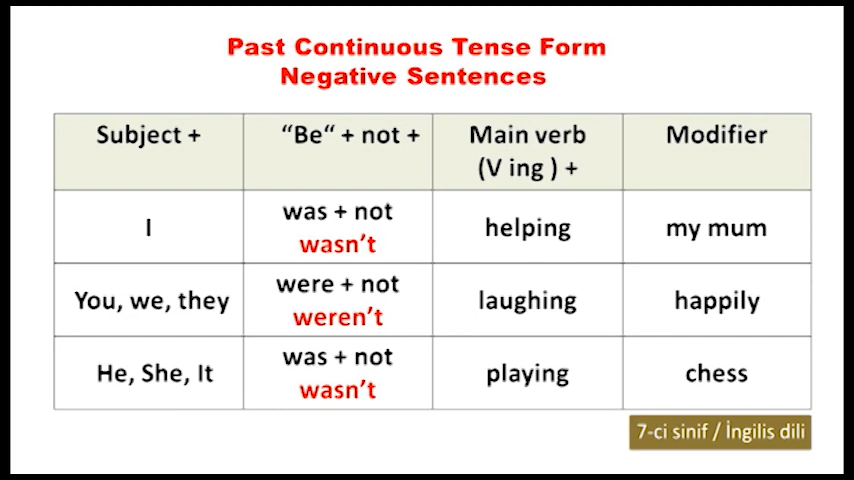 Past Continuous Tense Form
Negative Sentences
Subject + “Be“ + not + Main verb (V ing ) + Modifier
I was + not wasn’t helping my mum
You, we, they were + not weren’t laughing happily
He, She, It was + not wasn’t playing chess
7-ci sinif / İngilis dili